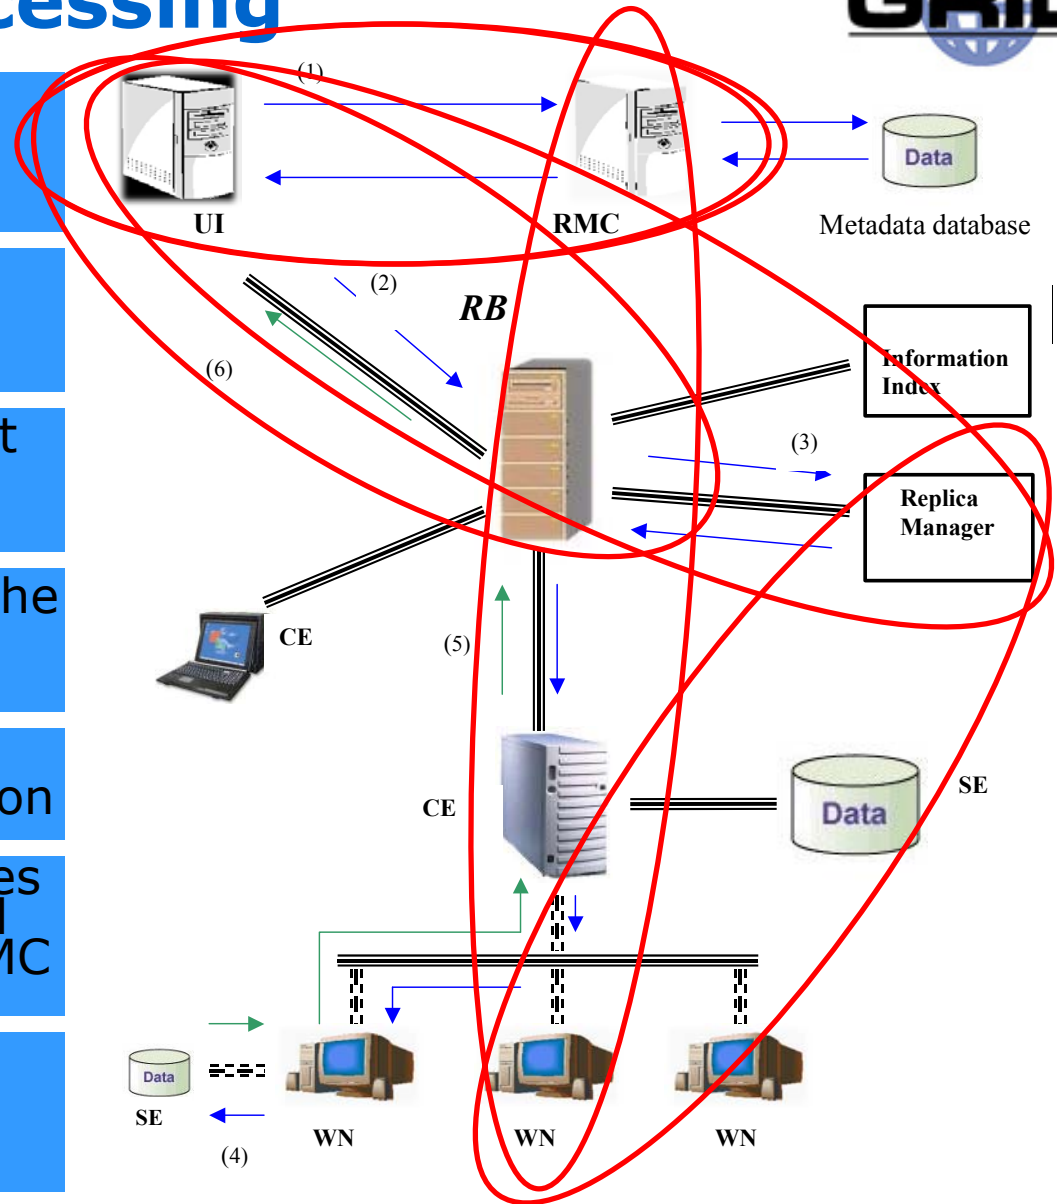 cessing
GRID
(1)
Data
UI
RMC
Metadata database
(2)
RB
(6)
Information
Index
t
(3)
Replica
Manager
he
CE
(5)
on
CE
Data
SE
es
MC
Data
SE
(4)
WN
WN
WN